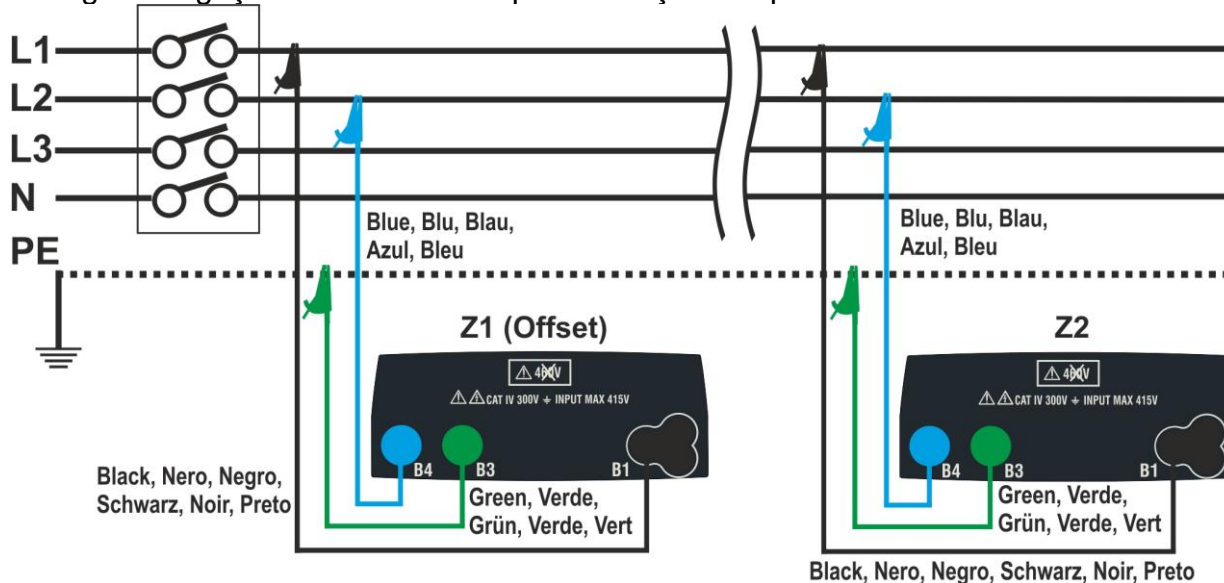 L1
L2
L3
N
PE
Blue, Blu, Blau,
Azul, Bleu
Blue, Blu, Blau,
Azul, Bleu
Z1 (Offset)
Z2
CAT IV 300V ⏚ INPUT MAX 415V
CAT IV 300V ⏚ INPUT MAX 415V
B4 B3 B1
B4 B3 B1
Black, Nero, Negro,
Schwarz, Noir, Preto
Green, Verde,
Grün, Verde, Vert
Green, Verde,
Grün, Verde, Vert
Black, Nero, Negro, Schwarz, Noir, Preto